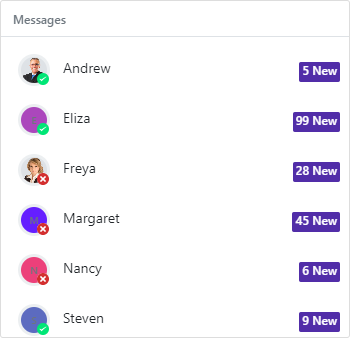 Messages
Andrew
5 New
Eliza
99 New
Freya
28 New
M
Margaret
45 New
N
Nancy
6 New
Steven
9 New